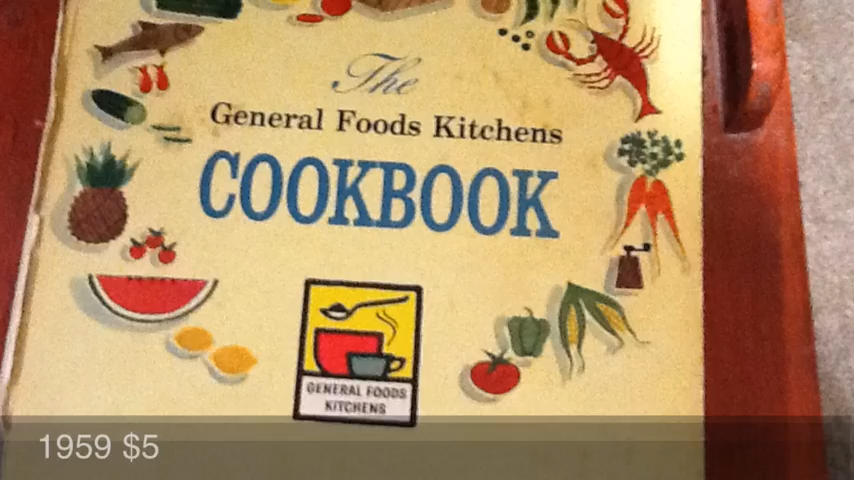 The
General Foods Kitchens
COOKBOOK
GENERAL FOODS
KITCHENS
1959 $5